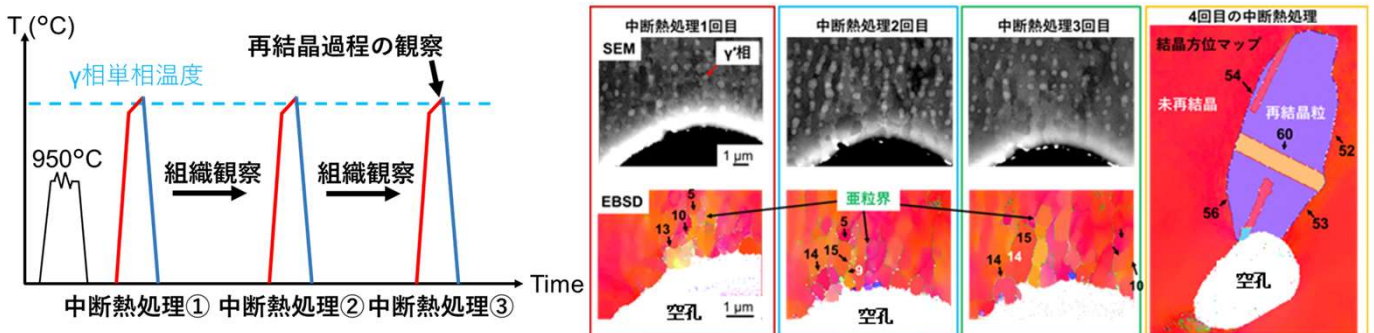 T (°C)
再結晶過程の観察
γ相単相温度
950°C
組織観察
組織観察
Time
中断熱処理①
中断熱処理②
中断熱処理③
中断熱処理1回目
SEM
γ'相
1 μm
中断熱処理2回目
1 μm
中断熱処理3回目
EBSD
5
10
13
空孔
1 μm
亜粒界
5
14
15
9
空孔
15
14
14
10
空孔
4回目の中断熱処理
結晶方位マップ
54
未再結晶
再結晶粒
60
52
56
53
空孔